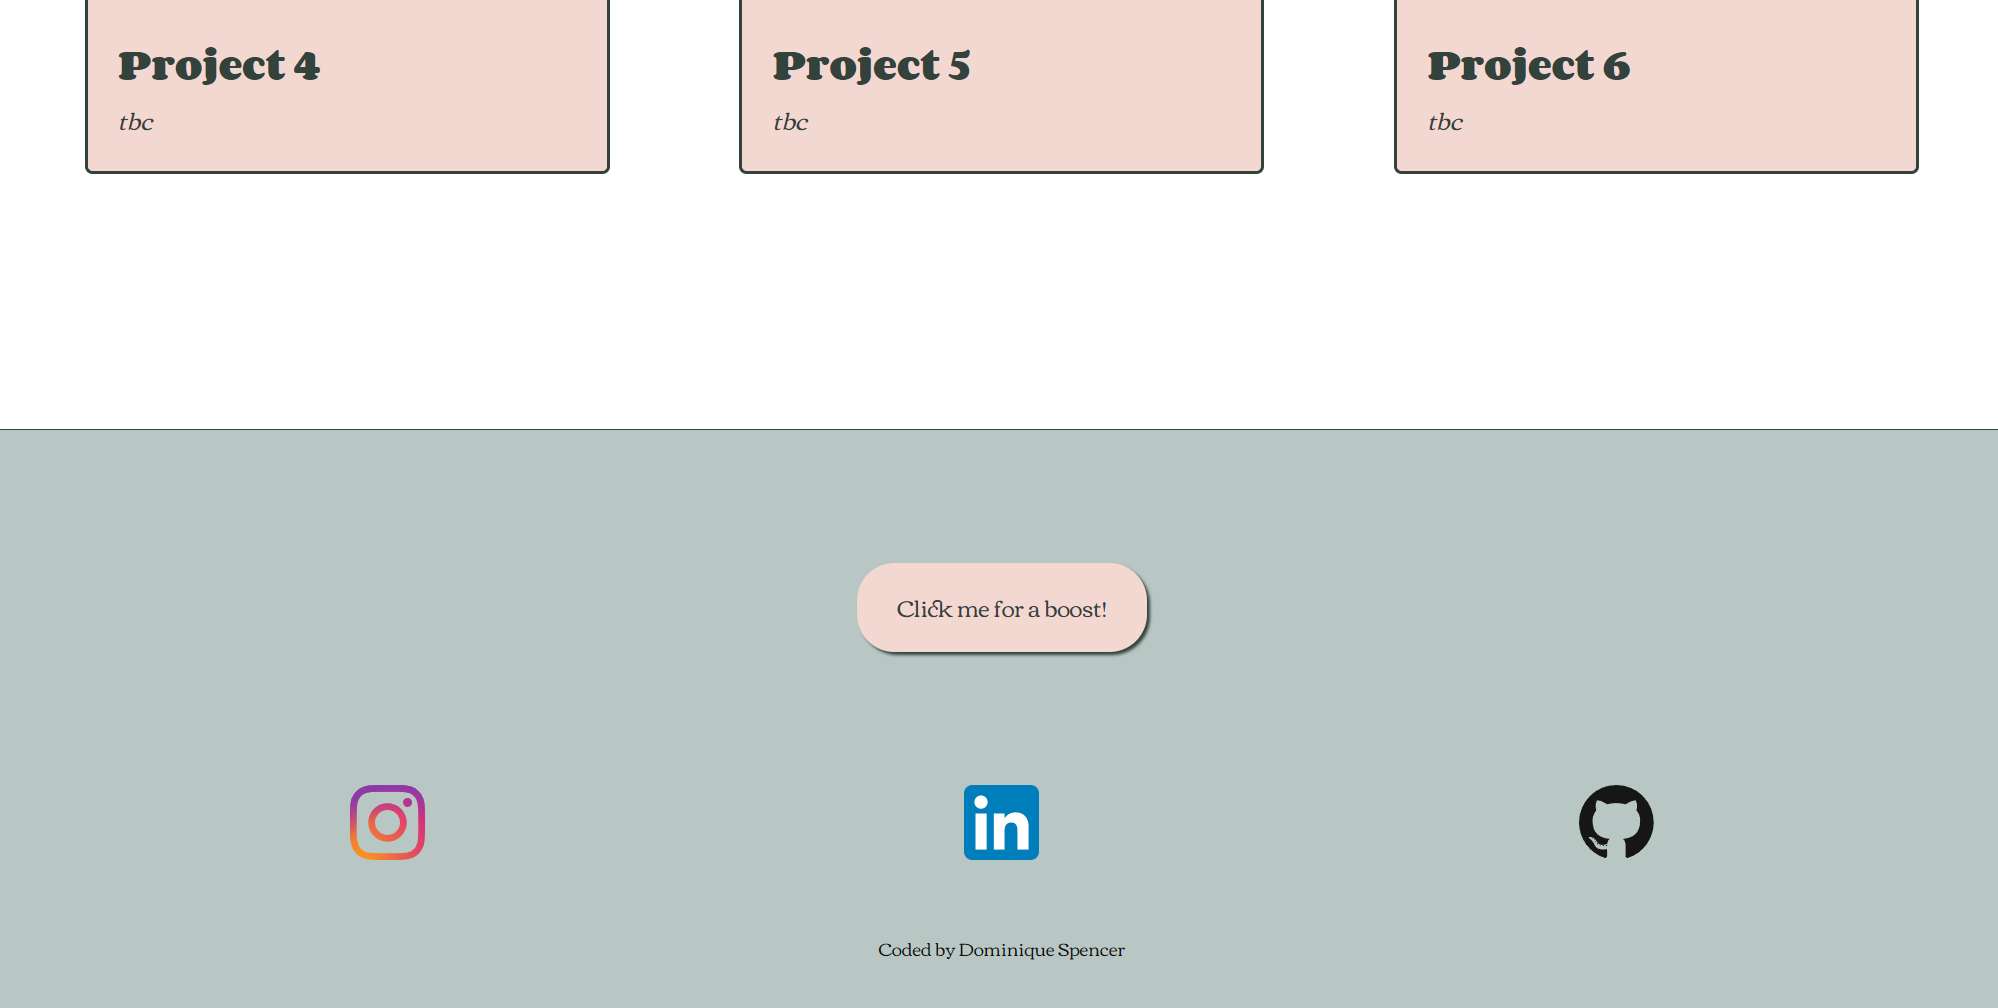 Project 4
Project 5
Project 6
tbc
tbc
tbc
Click me for a boost!
in
Coded by Dominique Spencer